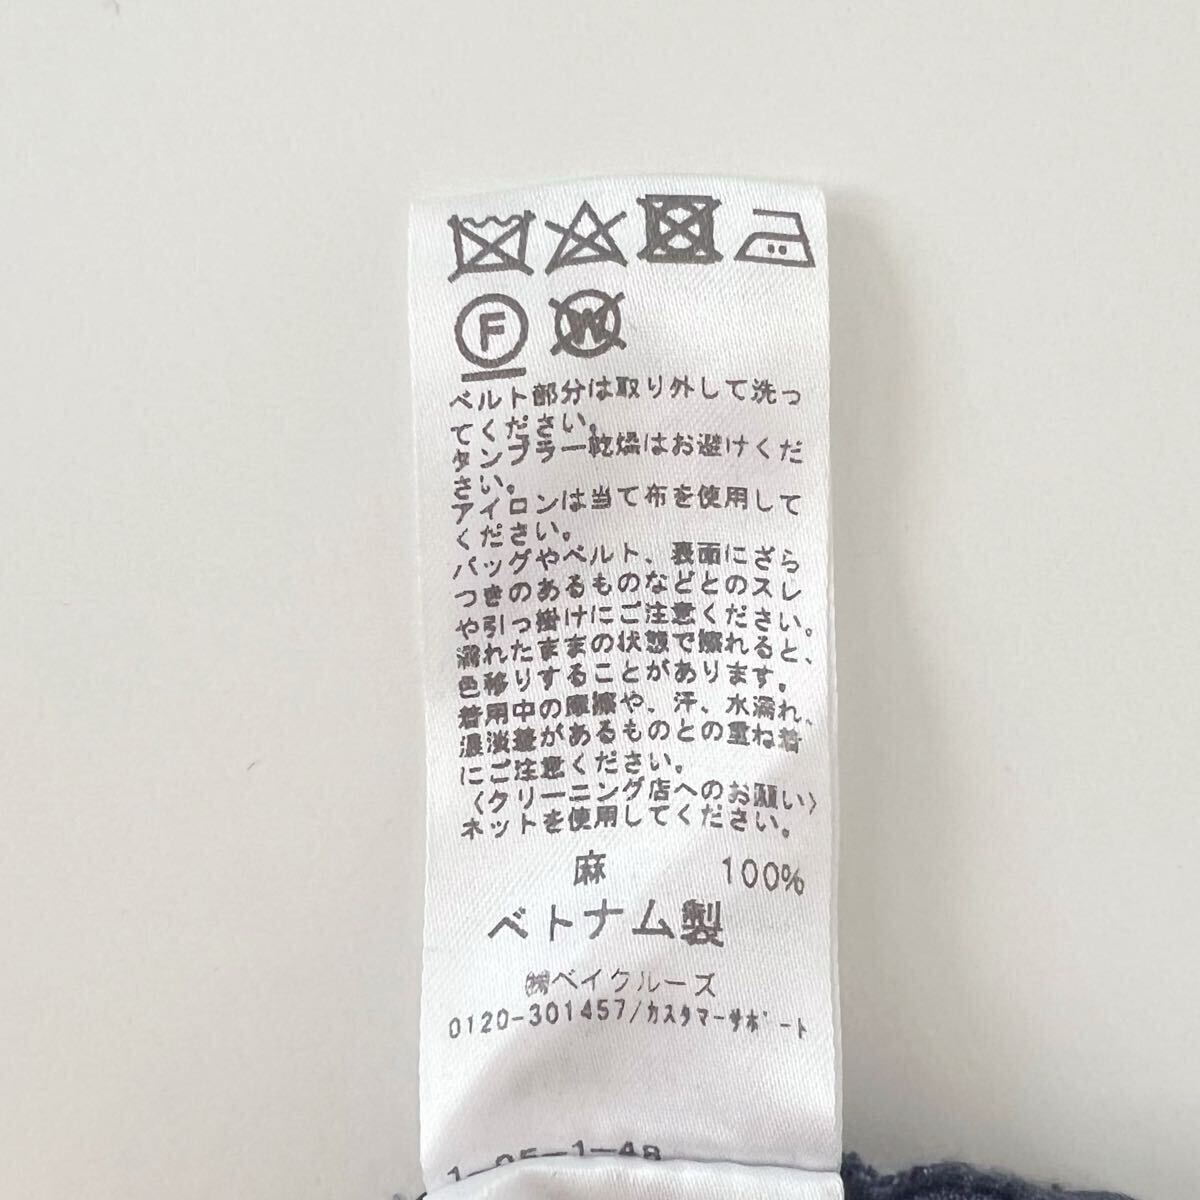 F W
ベルト部分は取り外して洗っ
てください。
タンブラー乾燥はお避けくだ
さい。
アイロンは当て布を使用して
ください。
バッグやベルト、表面にざら
つきのあるものなどとのスレ
や引っ掛けにご注意ください。
濡れたままの状態で擦れると、
色移りすることがあります。
着用中の摩擦や、汗、水濡れ、
濃淡差があるものとの重ね着
にご注意ください。
〈クリーニング店へのお願い〉
ネットを使用してください。
麻 100%
ベトナム製
㈱ベイクルーズ
0120-301457/カスタマーサポート